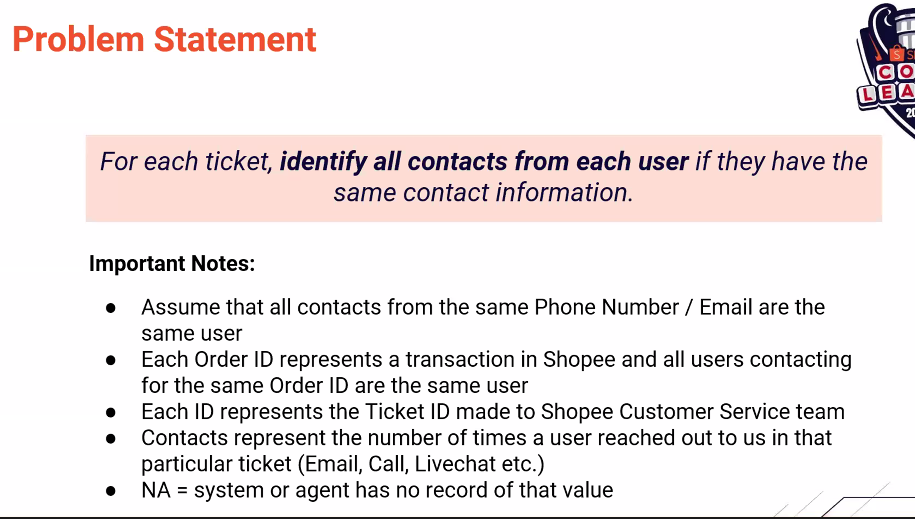 Problem Statement
For each ticket, identify all contacts from each user if they have the
same contact information.
Important Notes:
● Assume that all contacts from the same Phone Number / Email are the
same user
● Each Order ID represents a transaction in Shopee and all users contacting
for the same Order ID are the same user
● Each ID represents the Ticket ID made to Shopee Customer Service team
● Contacts represent the number of times a user reached out to us in that
particular ticket (Email, Call, Livechat etc.)
● NA = system or agent has no record of that value